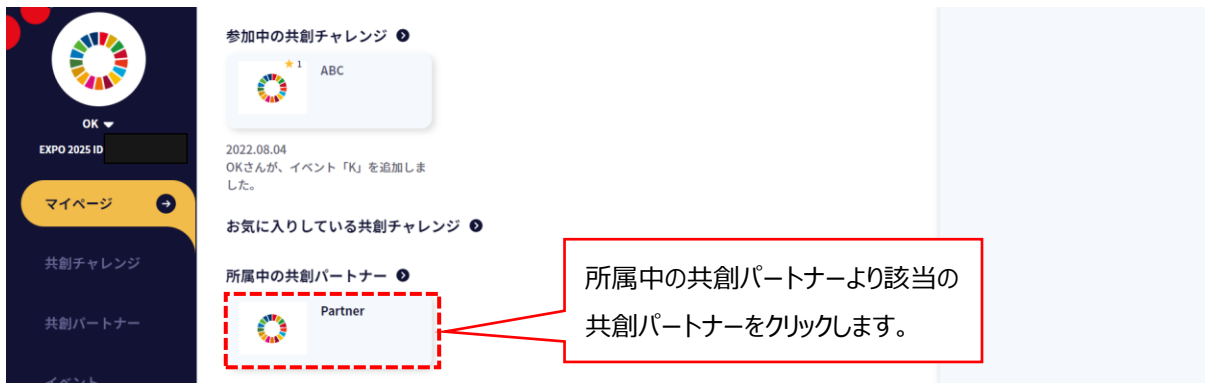 OK
EXPO 2025 ID
マイページ
共創チャレンジ
共創パートナー
イベント
参加中の共創チャレンジ
1
ABC
2022.08.04
OKさんが、イベント「K」を追加しま
した。
お気に入りしている共創チャレンジ
所属中の共創パートナー
Partner
所属中の共創パートナーより該当の
共創パートナーをクリックします。